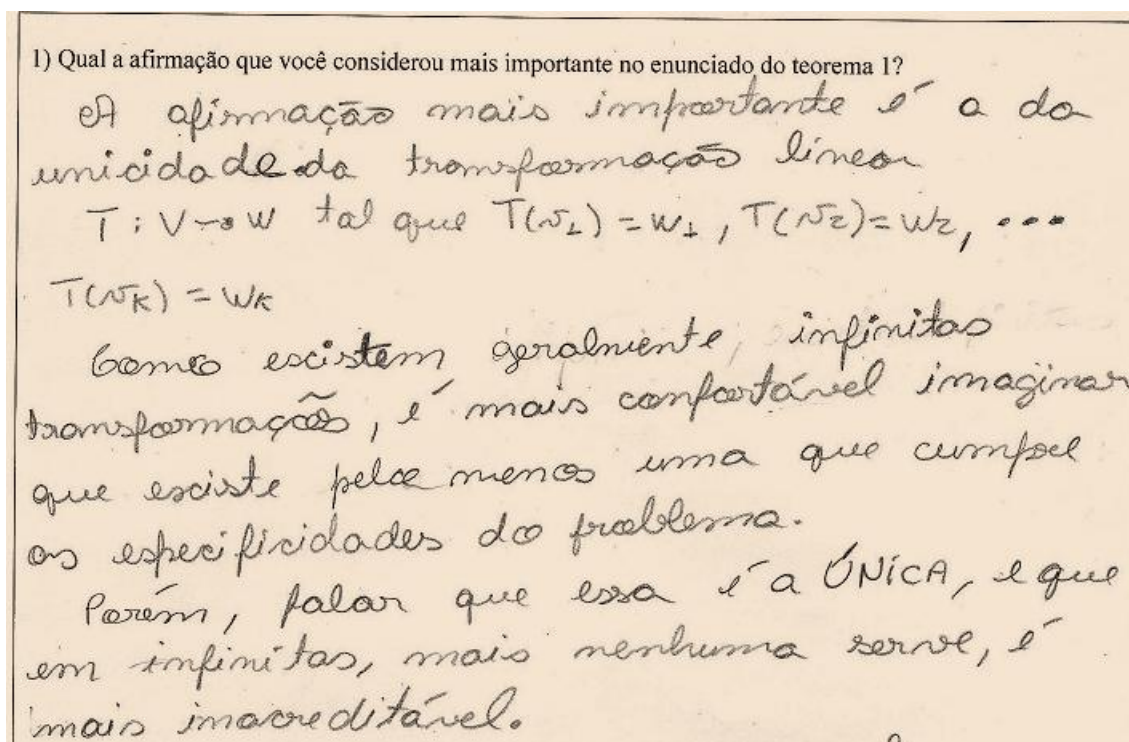 1) Qual a afirmação que você considerou mais importante no enunciado do teorema 1?
A afirmação mais importante é a da
unicidade da transformação linear
T: V → W tal que T(v1) = w1, T(v2) = w2, ...
T(vk) = wk
Como existem geralmente, infinitas
transformações, é mais confortável imaginar
que existe pelo menos uma que cumpre
as especificidades do problema.
Porém, falar que essa é a ÚNICA, e que
em infinitas, mais nenhuma serve, é
mais inacreditável.